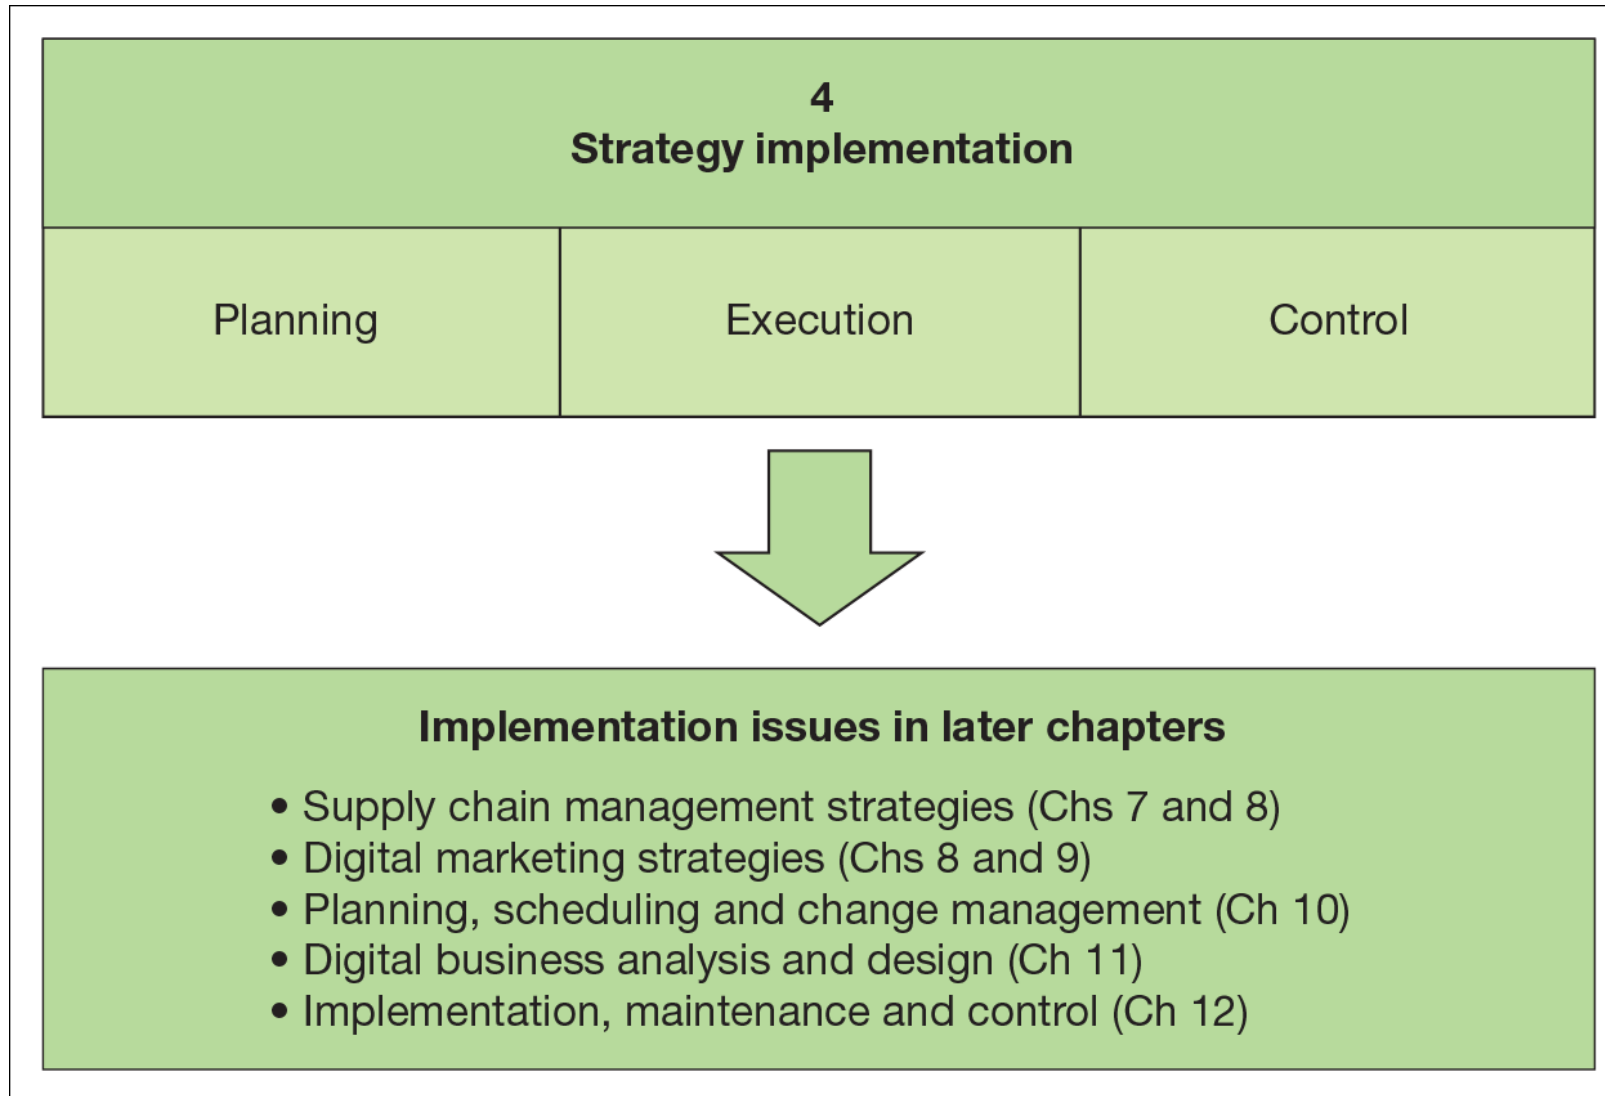 4
Strategy implementation
Planning
Execution
Control
Implementation issues in later chapters
• Supply chain management strategies (Chs 7 and 8)
• Digital marketing strategies (Chs 8 and 9)
• Planning, scheduling and change management (Ch 10)
• Digital business analysis and design (Ch 11)
• Implementation, maintenance and control (Ch 12)